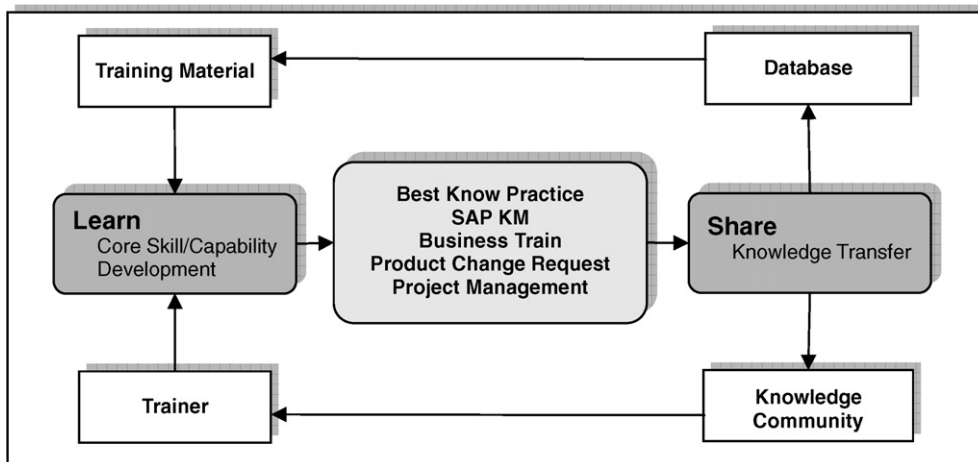 Training Material
Database
Learn
Core Skill/Capability
Development
Best Know Practice
SAP KM
Business Train
Product Change Request
Project Management
Share
Knowledge Transfer
Trainer
Knowledge
Community